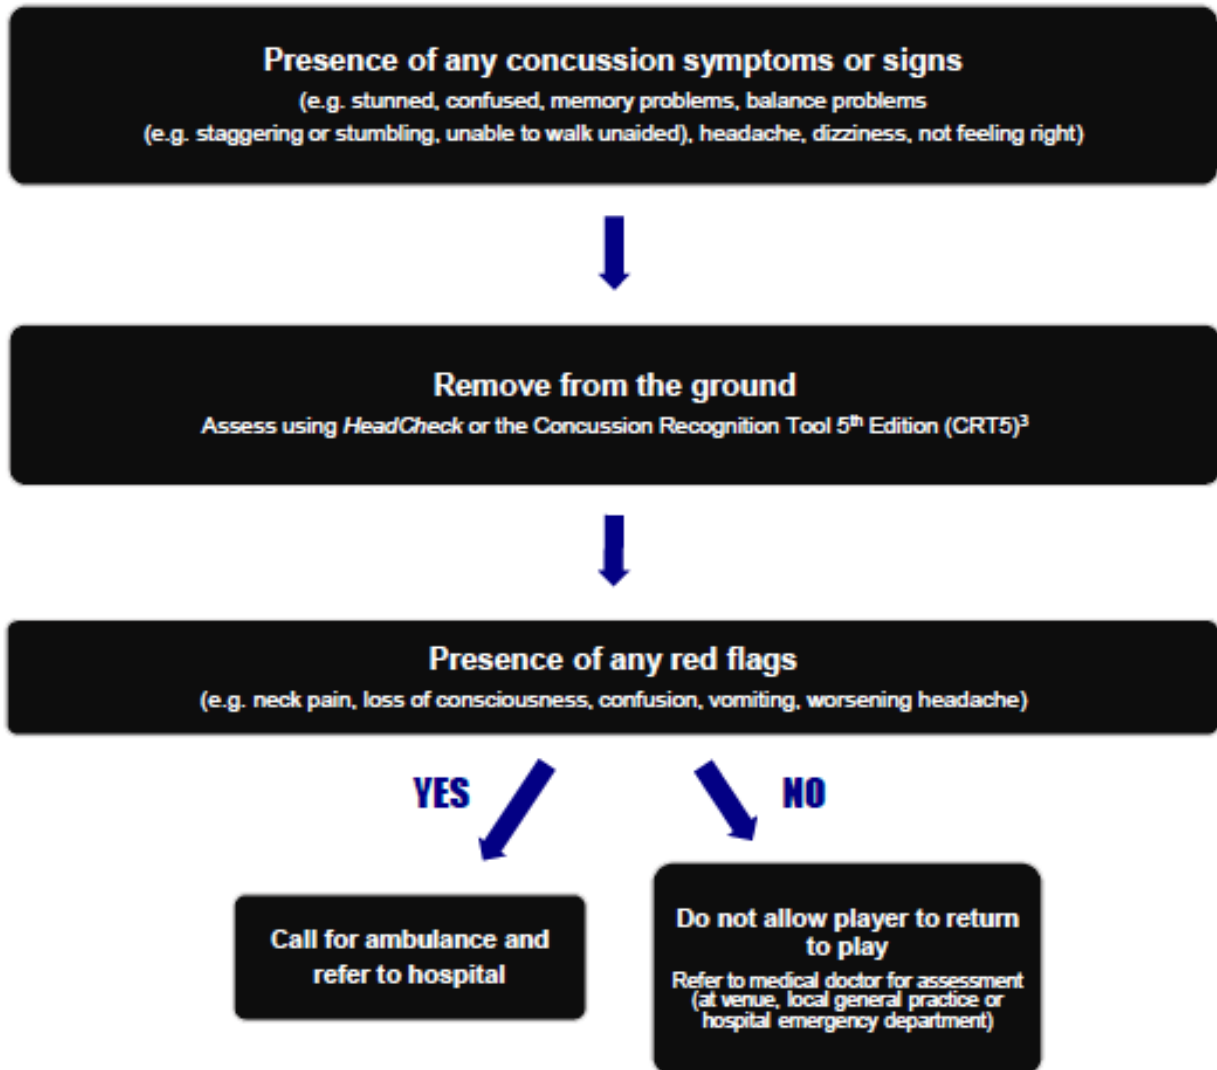 Presence of any concussion symptoms or signs
(e.g. stunned, confused, memory problems, balance problems
(e.g. staggering or stumbling, unable to walk unaided), headache, dizziness, not feeling right)
Remove from the ground
Assess using HeadCheck or the Concussion Recognition Tool 5th Edition (CRT5)3
Presence of any red flags
(e.g. neck pain, loss of consciousness, confusion, vomiting, worsening headache)
YES
NO
Call for ambulance and
refer to hospital
Do not allow player to return
to play
Refer to medical doctor for assessment
(at venue, local general practice or
hospital emergency department)